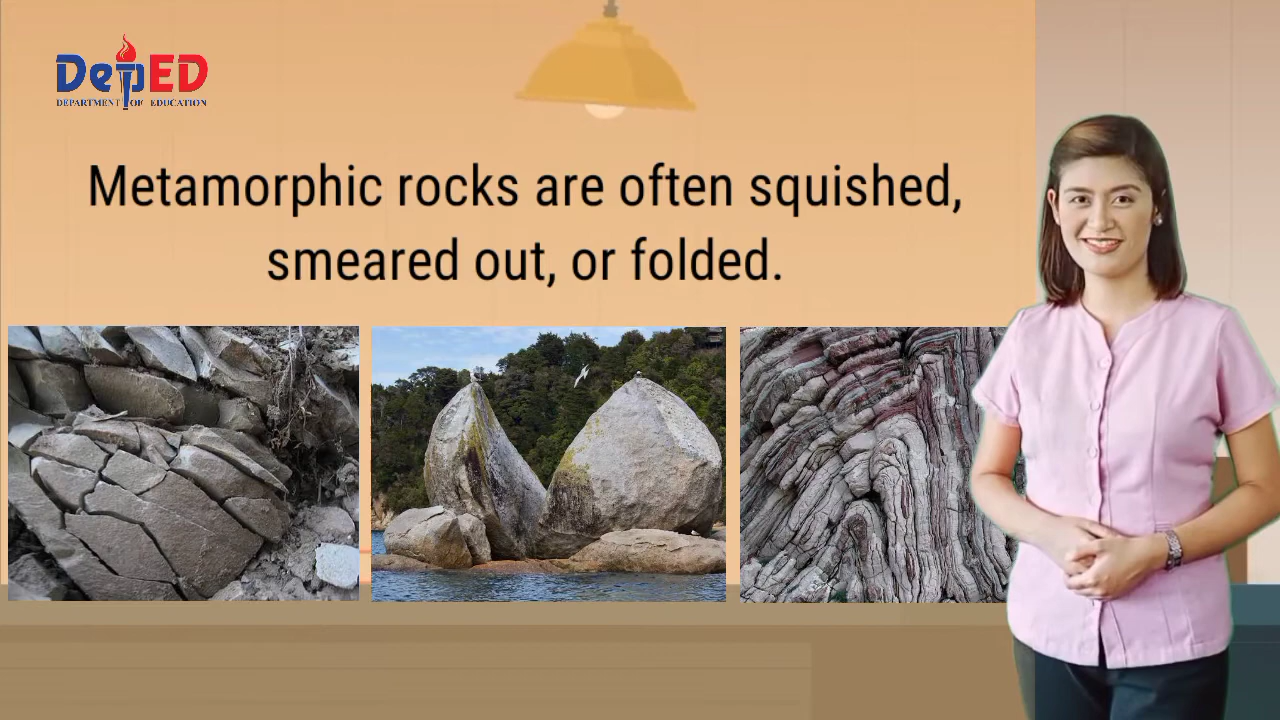 DepED
DEPARTMENT OF EDUCATION
Metamorphic rocks are often squished,
smeared out, or folded.